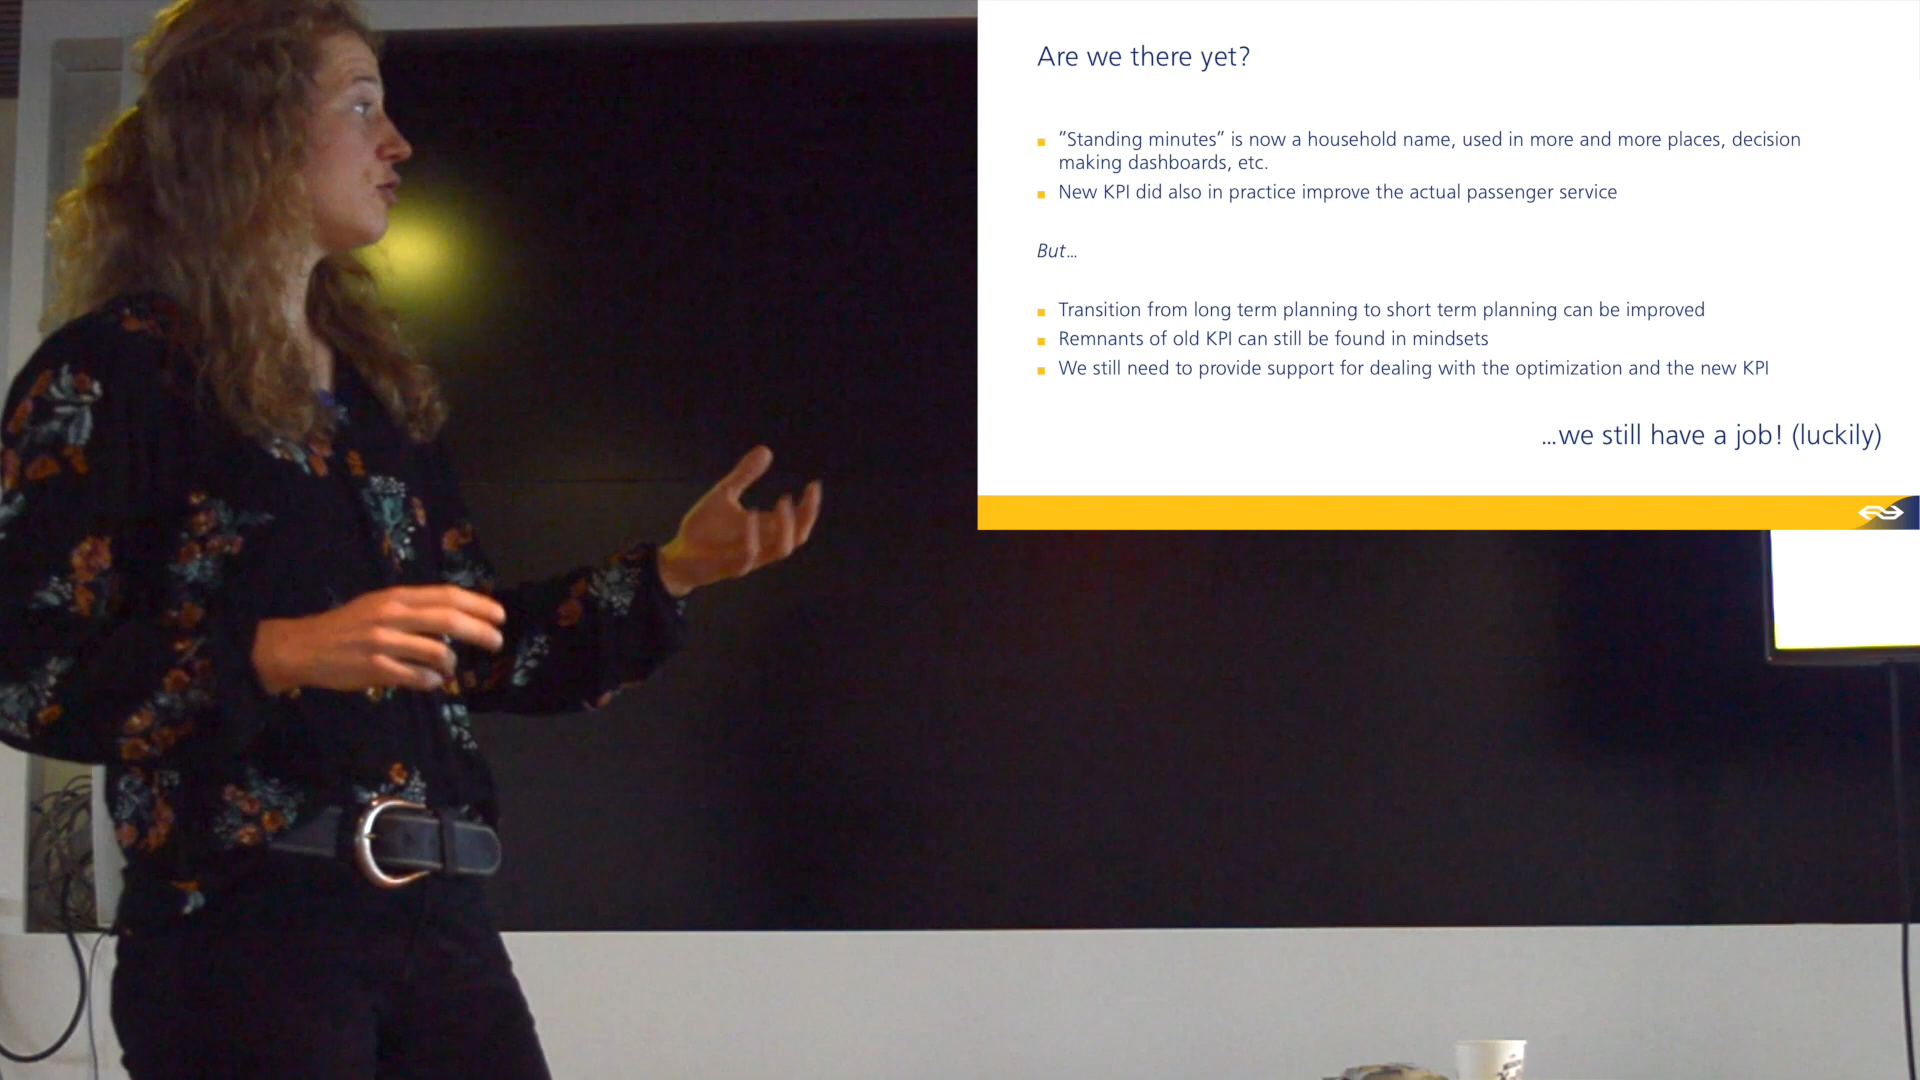 Are we there yet?
”Standing minutes” is now a household name, used in more and more places, decision
making dashboards, etc.
New KPI did also in practice improve the actual passenger service
But...
Transition from long term planning to short term planning can be improved
Remnants of old KPI can still be found in mindsets
We still need to provide support for dealing with the optimization and the new KPI
...we still have a job! (luckily)